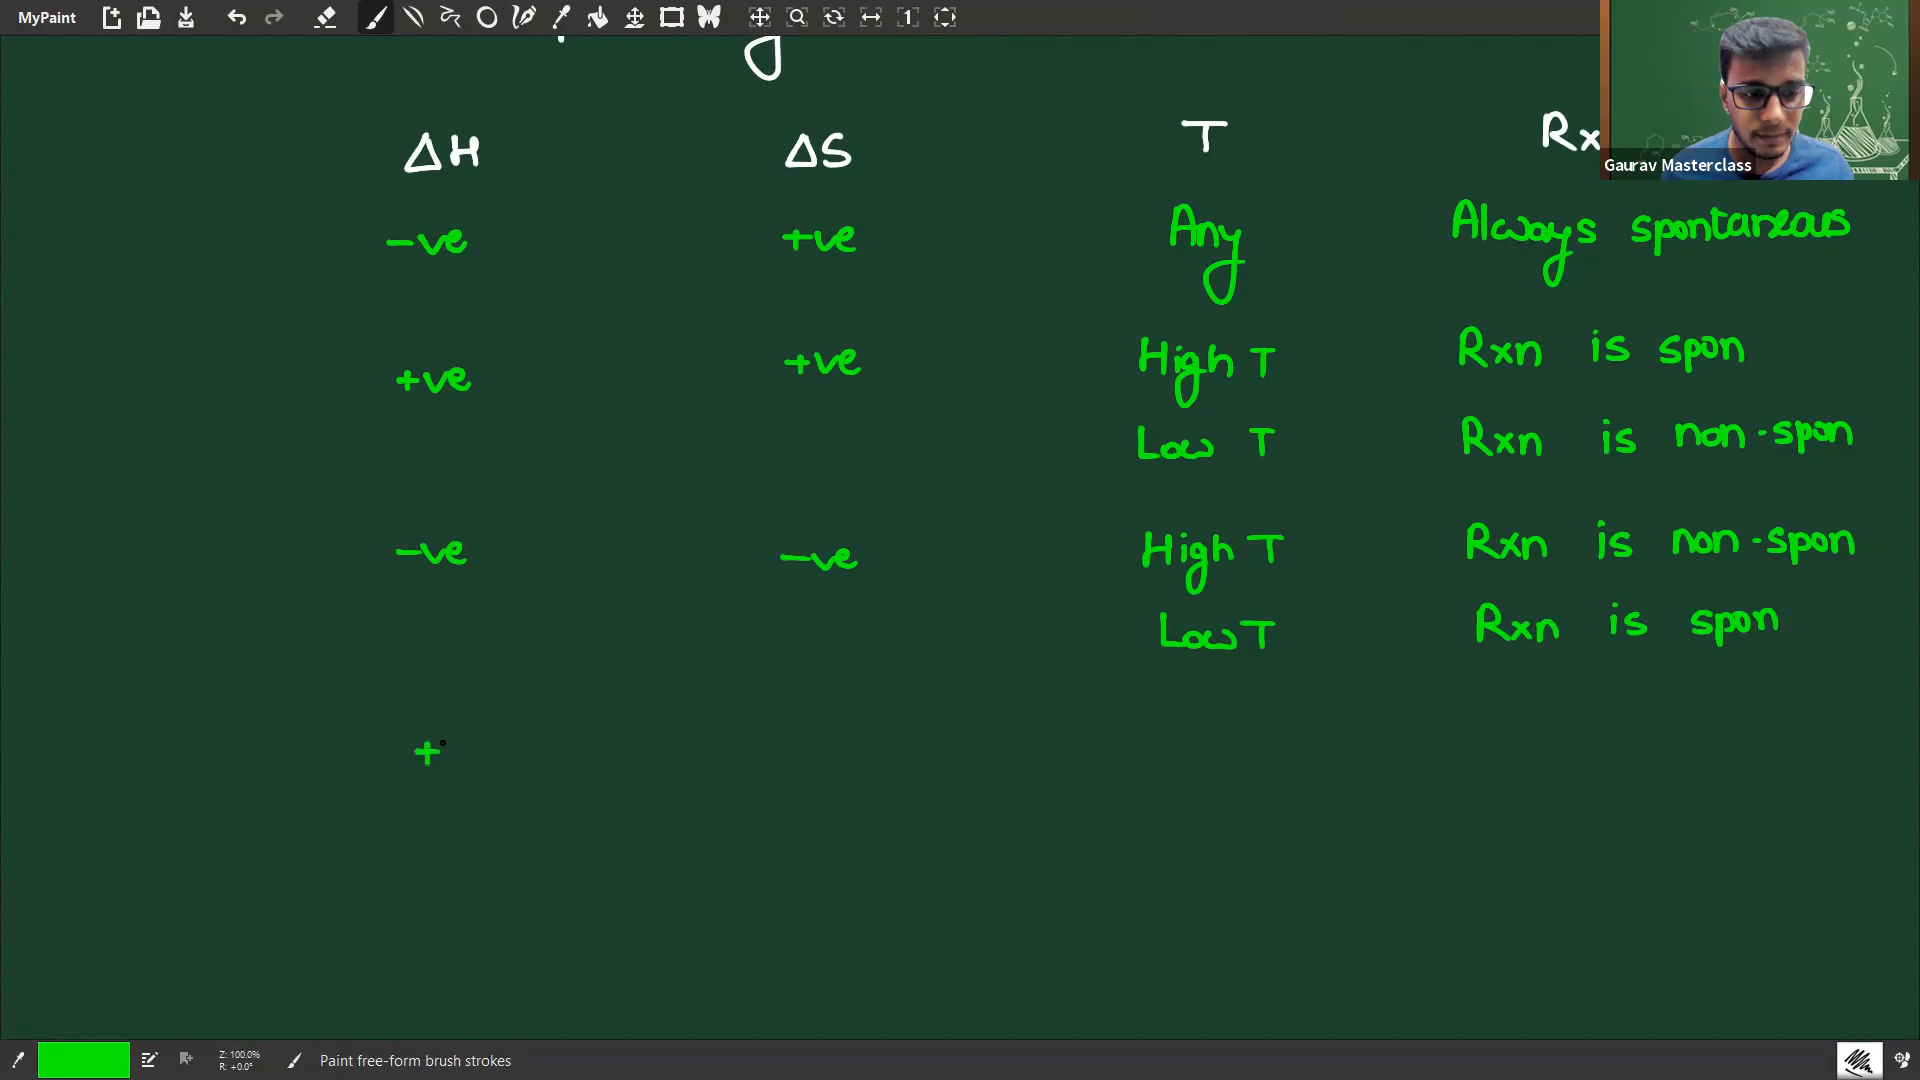 MyPaint
ΔH ΔS T Rx
Gaurav Masterclass
-ve +ve Any Always spontaneous
+ve +ve High T Rxn is spon
Low T Rxn is non-spon
-ve -ve High T Rxn is non-spon
Low T Rxn is spon
+
Z: 100.0%
R: +0.0°
Paint free-form brush strokes